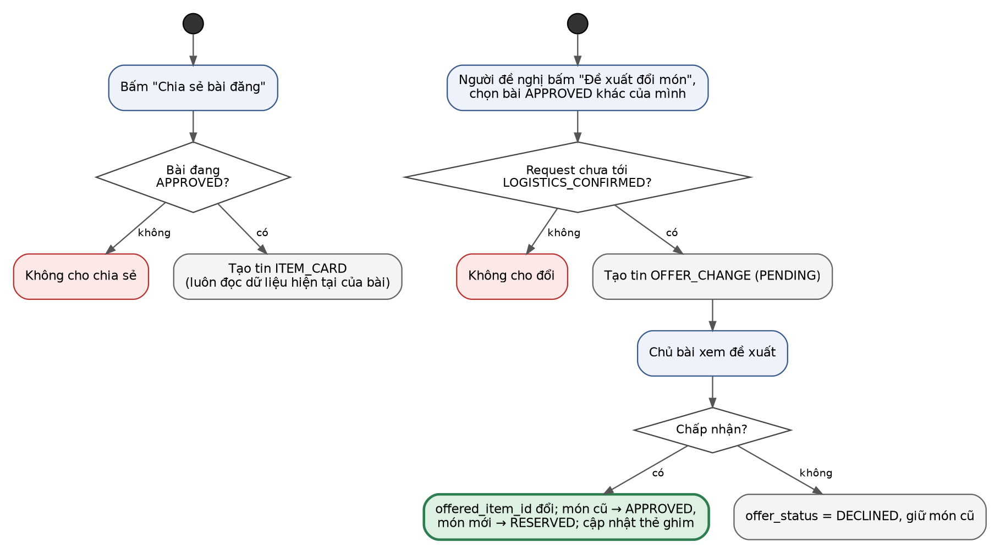 Bấm "Chia sẻ bài đăng"
Bài đang
APPROVED?
không
có
Không cho chia sẻ
Tạo tin ITEM_CARD
(luôn đọc dữ liệu hiện tại của bài)
Người đề nghị bấm "Đề xuất đổi món",
chọn bài APPROVED khác của mình
Request chưa tới
LOGISTICS_CONFIRMED?
không
có
Không cho đổi
Tạo tin OFFER_CHANGE (PENDING)
Chủ bài xem đề xuất
Chấp nhận?
có
không
offered_item_id đổi; món cũ → APPROVED,
món mới → RESERVED; cập nhật thẻ ghim
offer_status = DECLINED, giữ món cũ